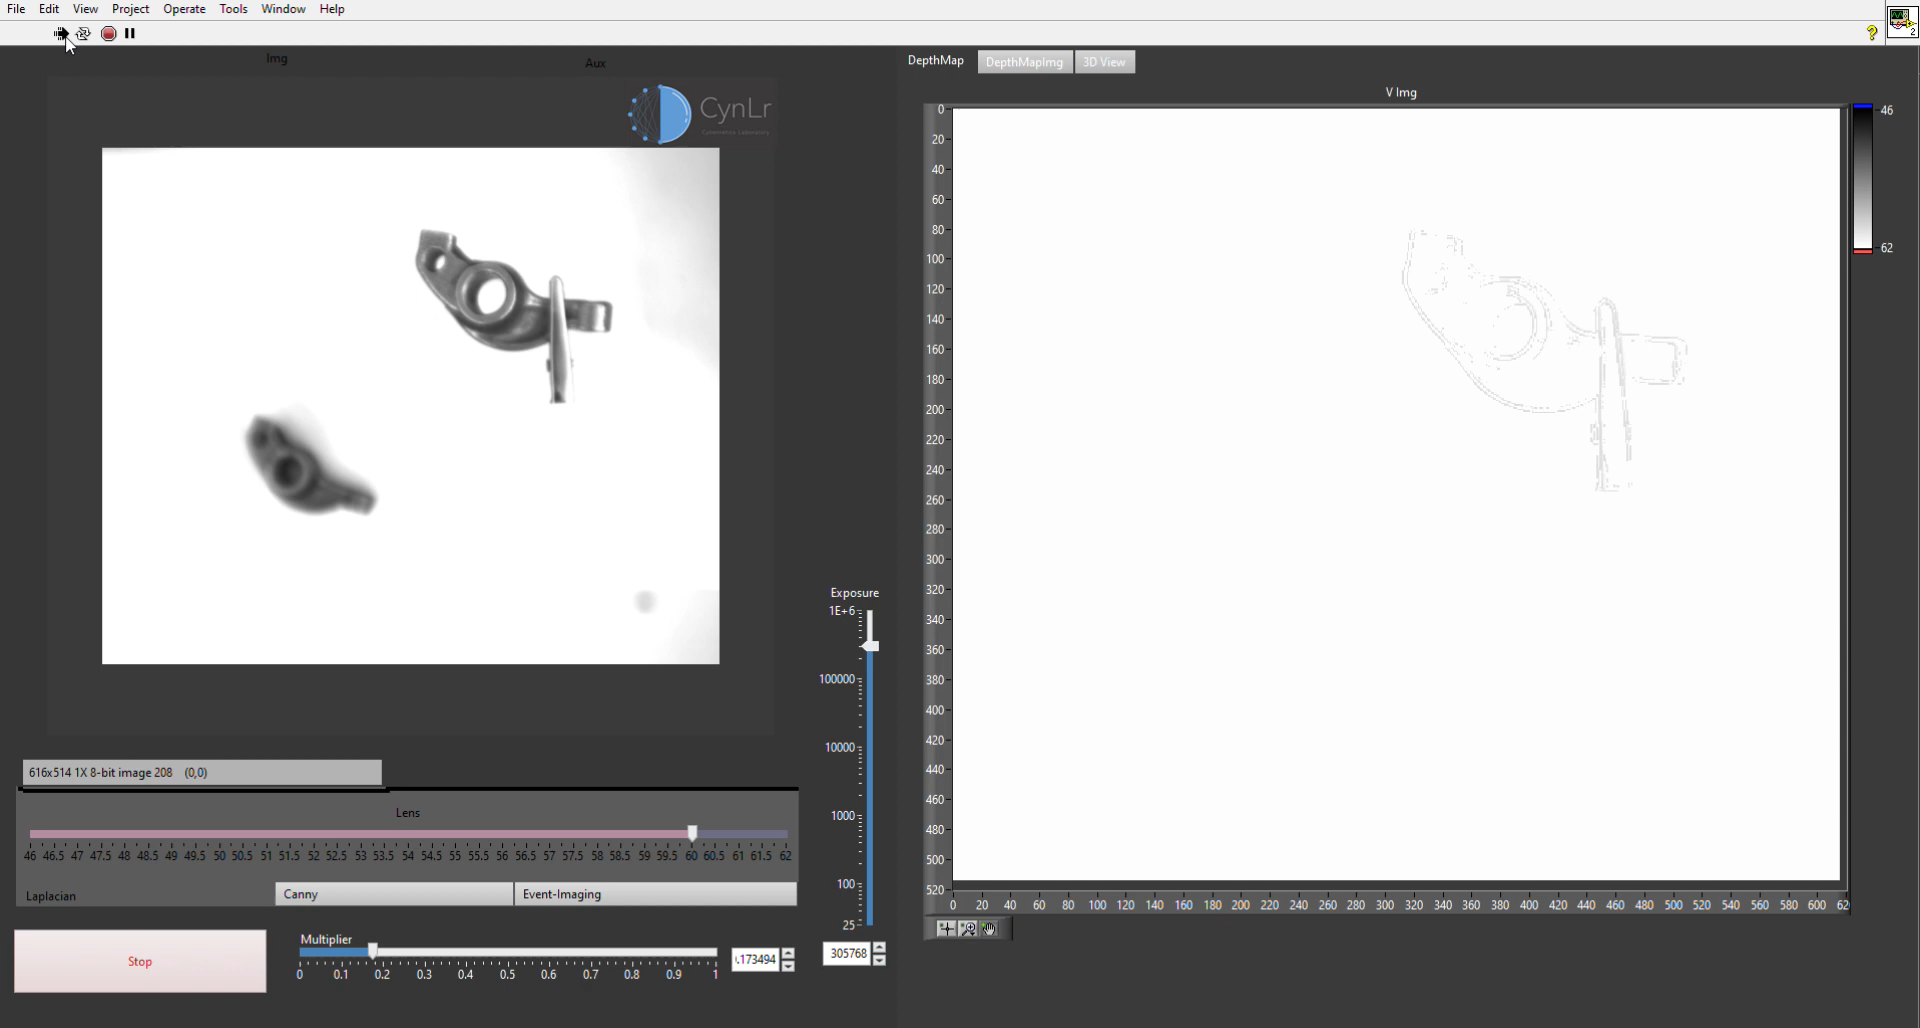 File Edit View Project Operate Tools Window Help
2
Img
Aux
CynLr
616x514 1X 8-bit image 208 (0,0)
Lens
46 46.5 47 47.5 48 48.5 49 49.5 50 50.5 51 51.5 52 52.5 53 53.5 54 54.5 55 55.5 56 56.5 57 57.5 58 58.5 59 59.5 60 60.5 61 61.5 62
Laplacian
Canny
Event-Imaging
Stop
Multiplier
0 0.1 0.2 0.3 0.4 0.5 0.6 0.7 0.8 0.9 1
.173494
Exposure
1E+6
100000
10000
1000
100
25
305768
DepthMap
DepthMapImg
3D View
V Img
0
20
40
60
80
100
120
140
160
180
200
220
240
260
280
300
320
340
360
380
400
420
440
460
480
500
520
0 20 40 60 80 100 120 140 160 180 200 220 240 260 280 300 320 340 360 380 400 420 440 460 480 500 520 540 560 580 600 62
46
62